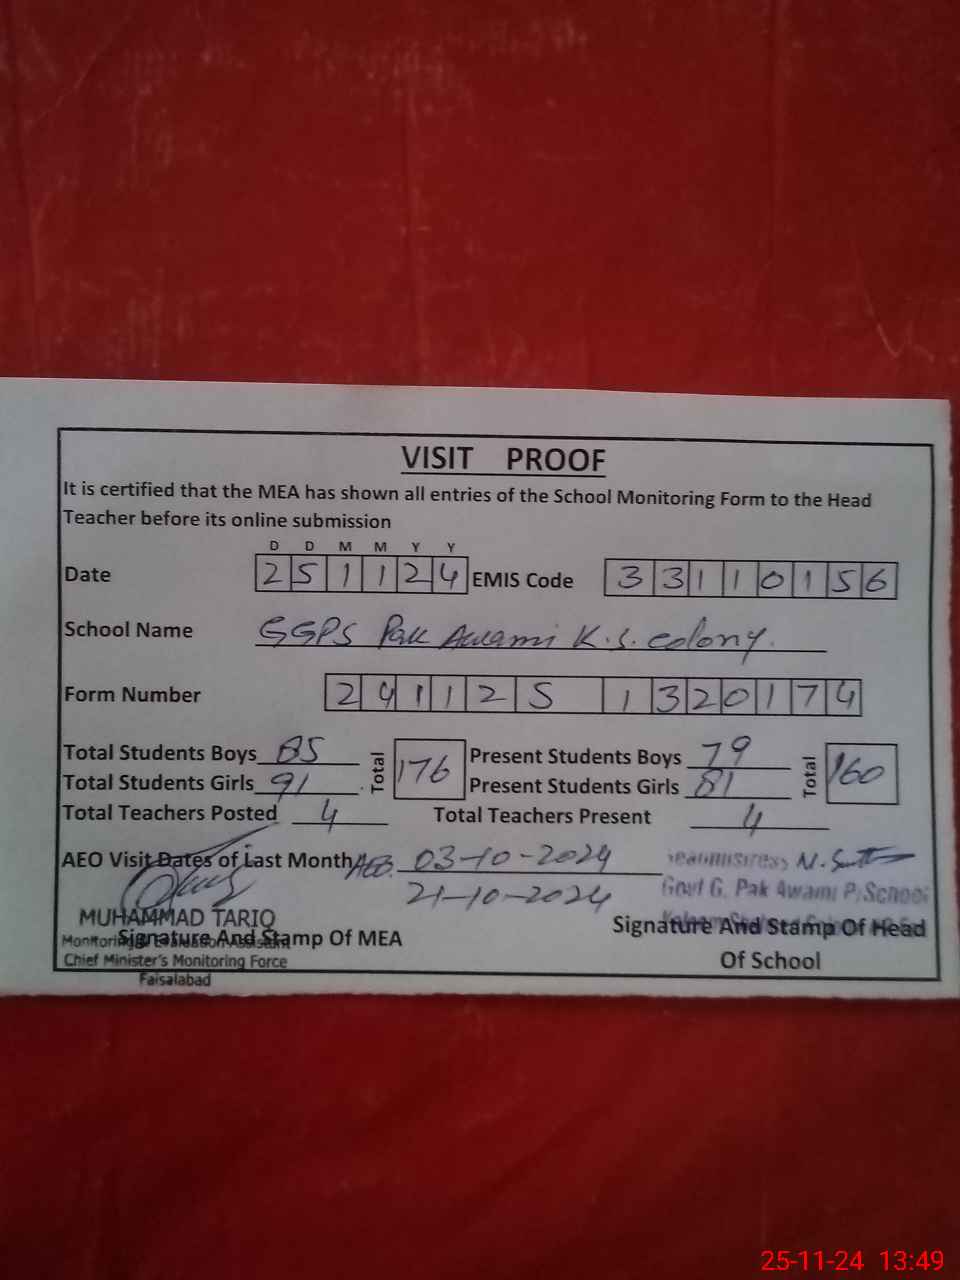 VISIT PROOF
It is certified that the MEA has shown all entries of the School Monitoring Form to the Head
Teacher before its online submission
D D M M Y Y
Date 2 5 1 1 2 4 EMIS Code 3 3 1 1 0 1 5 6
School Name GGPS Pak Awami K.S. colony.
Form Number 2 4 1 1 2 5 1 3 2 0 1 7 4
Total Students Boys 85 Total 176 Present Students Boys 79 Total 160
Total Students Girls 91 Present Students Girls 81
Total Teachers Posted 4 Total Teachers Present 4
AEO Visit Dates of Last Month AEO. 03-10-2024
21-10-2024
Headmistress
Govt G. Pak Awami P/School
MUHAMMAD TARIQ
Monitoring & Evaluation Assistant
Signature And Stamp Of MEA
Chief Minister's Monitoring Force
Faisalabad
Signature And Stamp Of Head
Of School
25-11-24 13:49